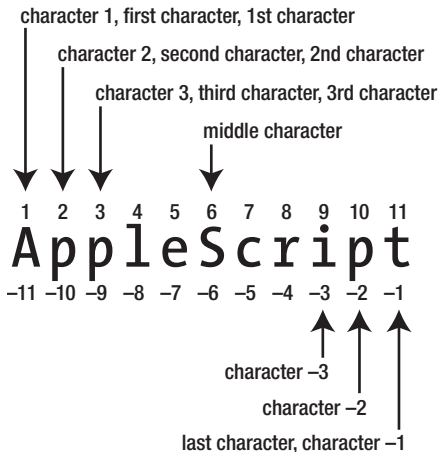 character 1, first character, 1st character
character 2, second character, 2nd character
character 3, third character, 3rd character
middle character
1 2 3 4 5 6 7 8 9 10 11
AppleScript
–11 –10 –9 –8 –7 –6 –5 –4 –3 –2 –1
character –3
character –2
last character, character –1